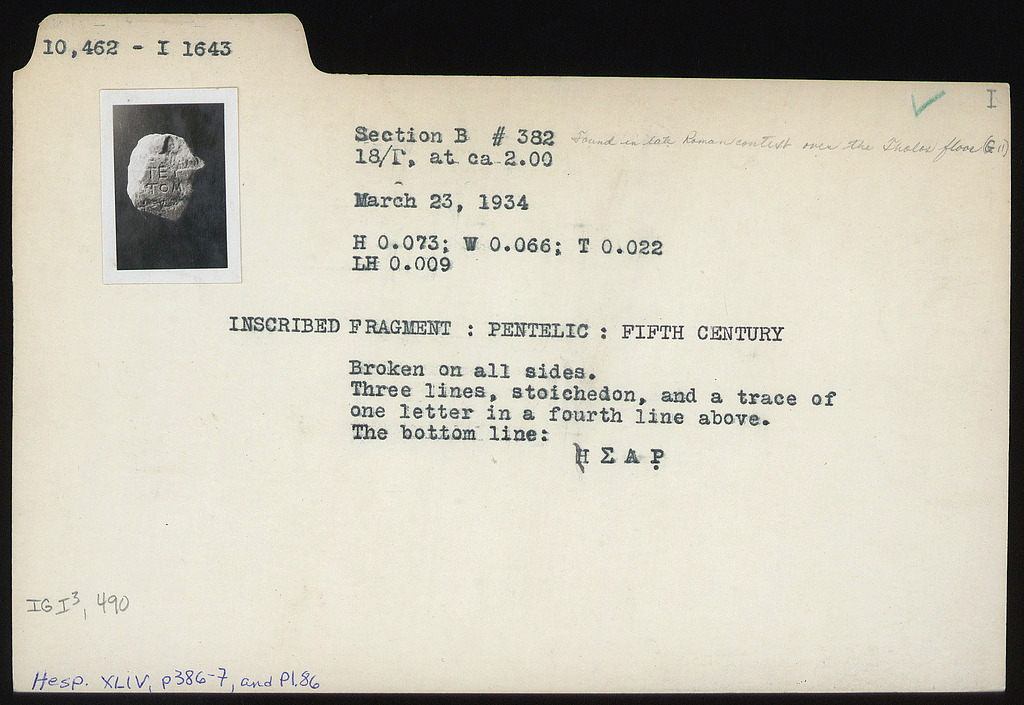 10,462 - I 1643
I
Section B # 382 Found in late Roman context over the Tholos floor (G 11)
18/Γ, at ca 2.00
March 23, 1934
H 0.073; W 0.066; T 0.022
LH 0.009
INSCRIBED FRAGMENT : PENTELIC : FIFTH CENTURY
Broken on all sides.
Three lines, stoichedon, and a trace of
one letter in a fourth line above.
The bottom line:
Σ Α Ρ̣
ΤΕ
ΤΟΜ
IG I³, 490
Hesp. XLIV, p386-7, and Pl.86